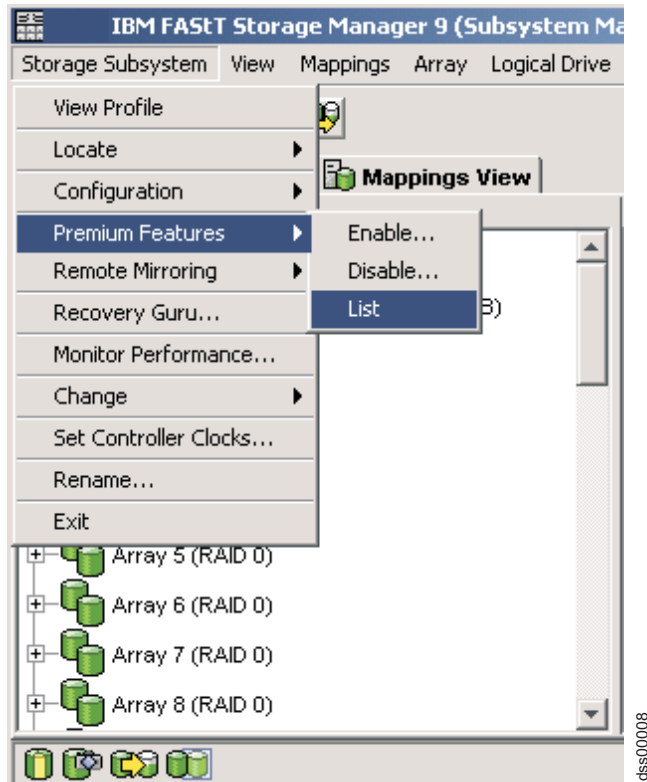 IBM FAStT Storage Manager 9 (Subsystem Ma
Storage Subsystem View Mappings Array Logical Drive
View Profile
Locate
Configuration
Mappings View
Premium Features
Enable...
Remote Mirroring
Disable...
Recovery Guru...
List
B)
Monitor Performance...
Change
Set Controller Clocks...
Rename...
Exit
Array 5 (RAID 0)
Array 6 (RAID 0)
Array 7 (RAID 0)
Array 8 (RAID 0)
dss00008